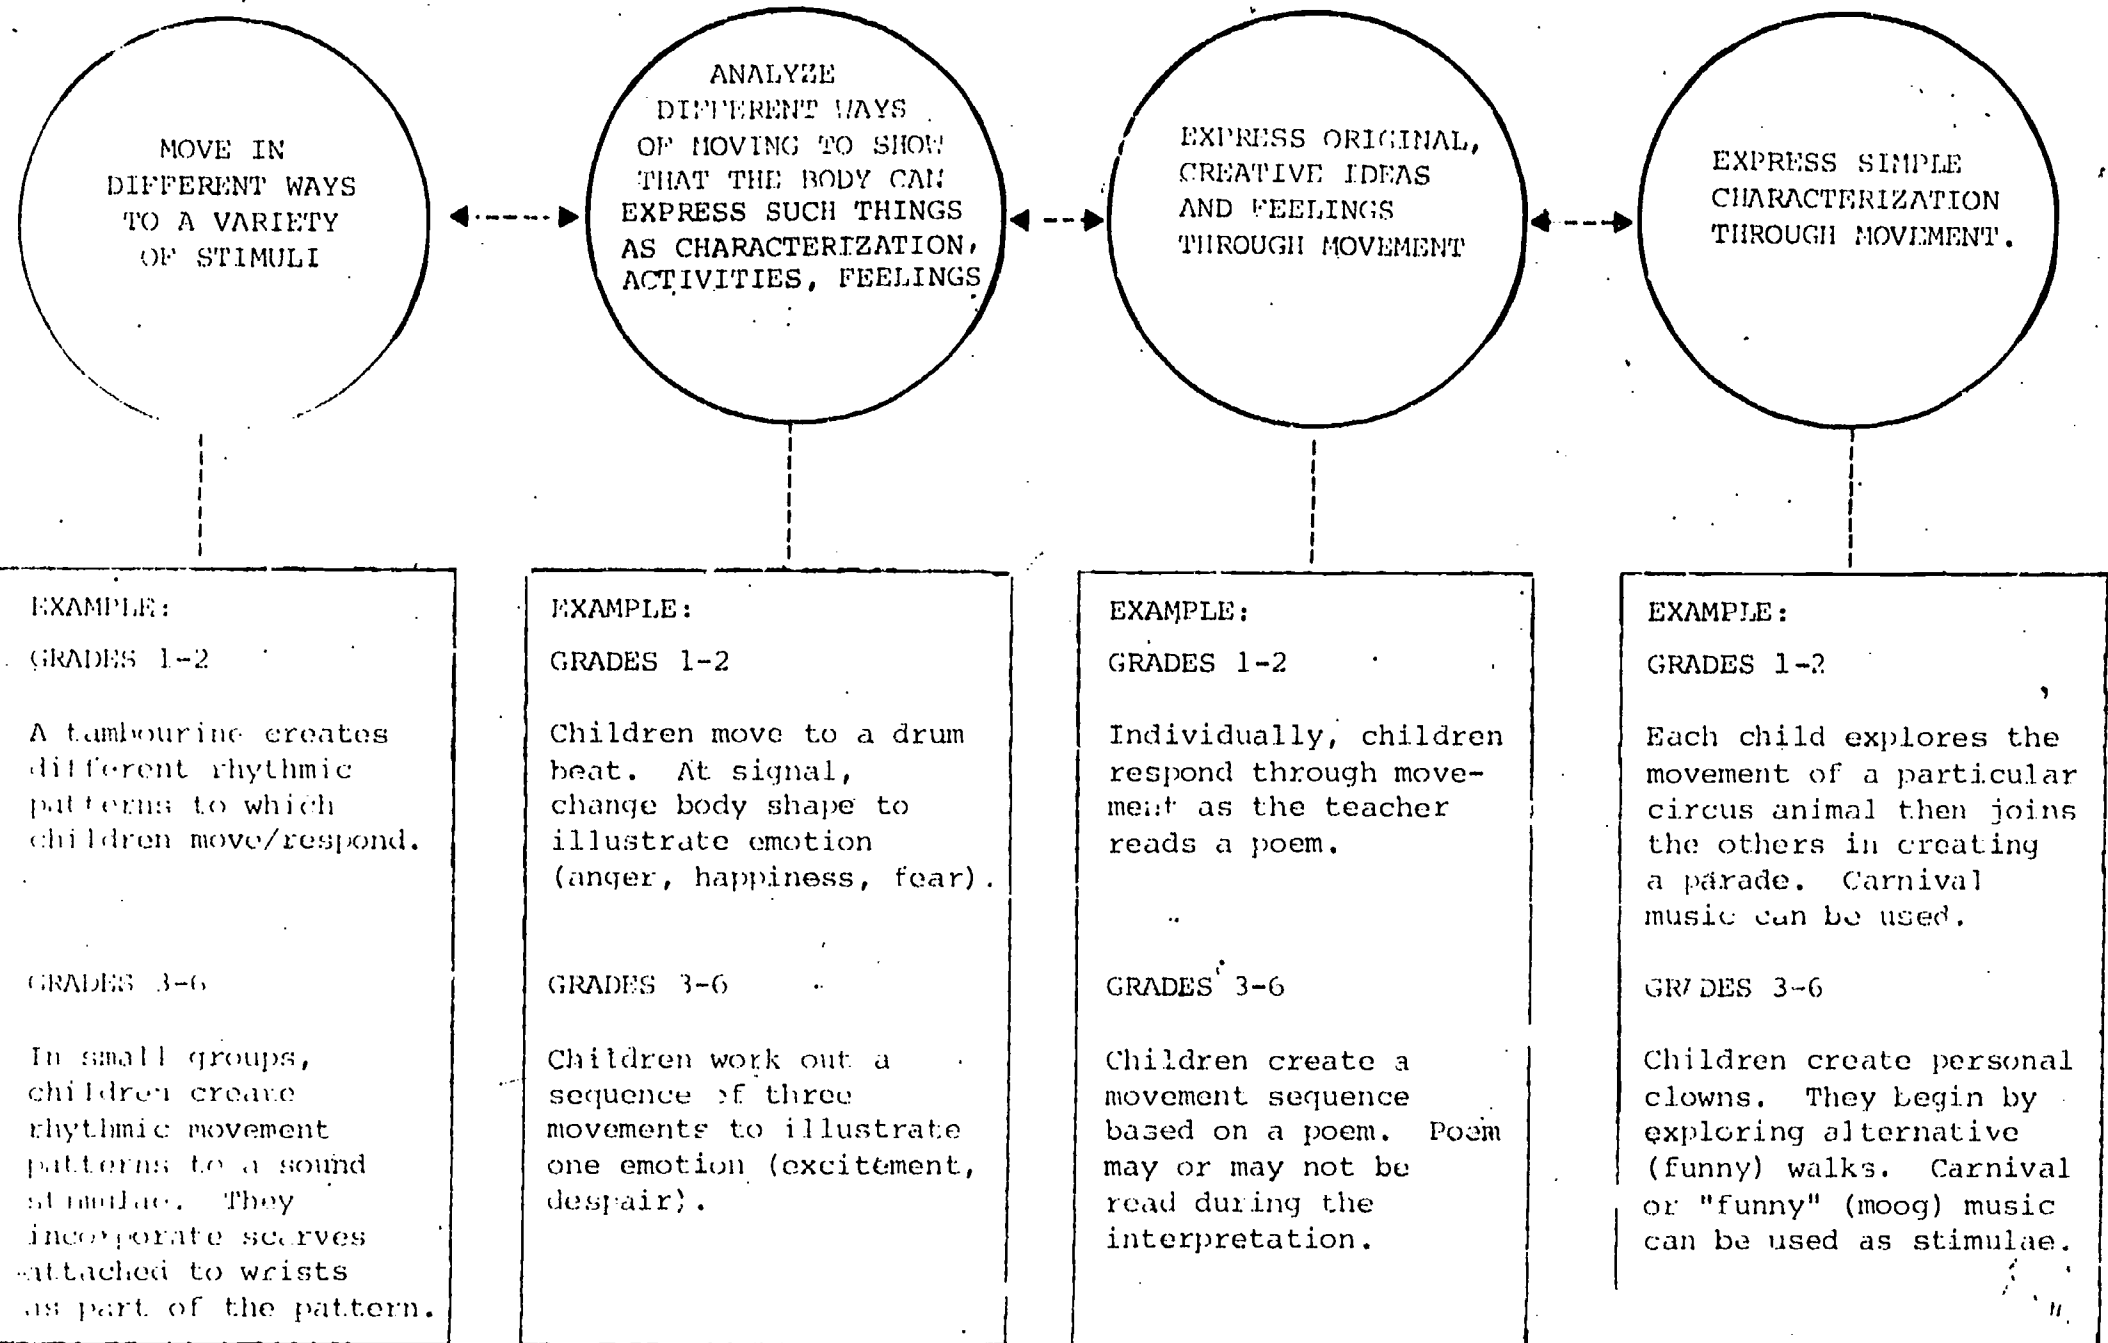 MOVE IN
DIFFERENT WAYS
TO A VARIETY
OF STIMULI
ANALYZE
DIFFERENT WAYS
OF MOVING TO SHOW
THAT THE BODY CAN
EXPRESS SUCH THINGS
AS CHARACTERIZATION,
ACTIVITIES, FEELINGS
EXPRESS ORIGINAL,
CREATIVE IDEAS
AND FEELINGS
THROUGH MOVEMENT
EXPRESS SIMPLE
CHARACTERIZATION
THROUGH MOVEMENT.
EXAMPLE:
GRADES 1-2
A tambourine creates
different rhythmic
patterns to which
children move/respond.
GRADES 3-6
In small groups,
children create
rhythmic movement
patterns to a sound
stimulae. They
incorporate scarves
attached to wrists
as part of the pattern.
EXAMPLE:
GRADES 1-2
Children move to a drum
beat. At signal,
change body shape to
illustrate emotion
(anger, happiness, fear).
GRADES 3-6
Children work out a
sequence of three
movements to illustrate
one emotion (excitement,
despair).
EXAMPLE:
GRADES 1-2
Individually, children
respond through move-
ment as the teacher
reads a poem.
GRADES 3-6
Children create a
movement sequence
based on a poem. Poem
may or may not be
read during the
interpretation.
EXAMPLE:
GRADES 1-2
Each child explores the
movement of a particular
circus animal then joins
the others in creating
a parade. Carnival
music can be used.
GRADES 3-6
Children create personal
clowns. They begin by
exploring alternative
(funny) walks. Carnival
or "funny" (moog) music
can be used as stimulae.